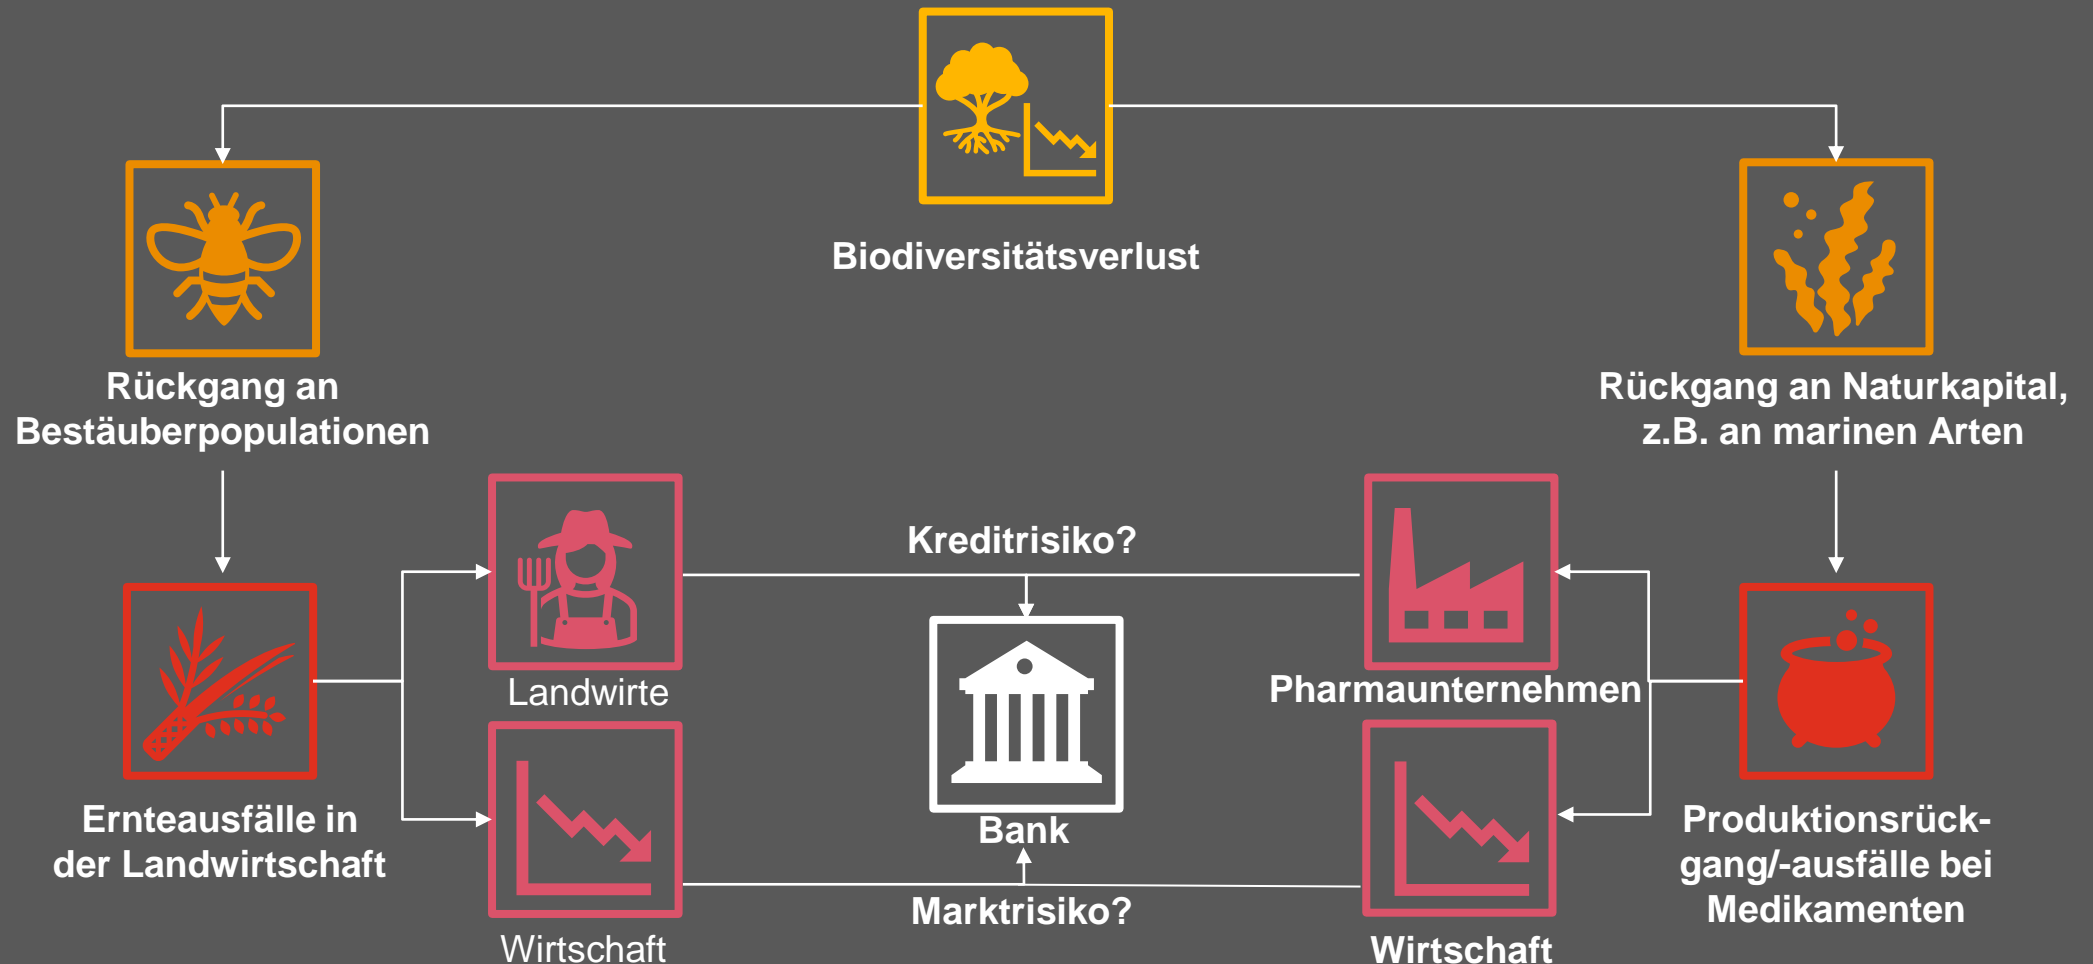 Biodiversitätsverlust
Rückgang an
Bestäuberpopulationen
Rückgang an Naturkapital,
z.B. an marinen Arten
Kreditrisiko?
Landwirte
Pharmaunternehmen
Ernteausfälle in
der Landwirtschaft
Bank
Produktionsrück-
gang/-ausfälle bei
Medikamenten
Marktrisiko?
Wirtschaft
Wirtschaft